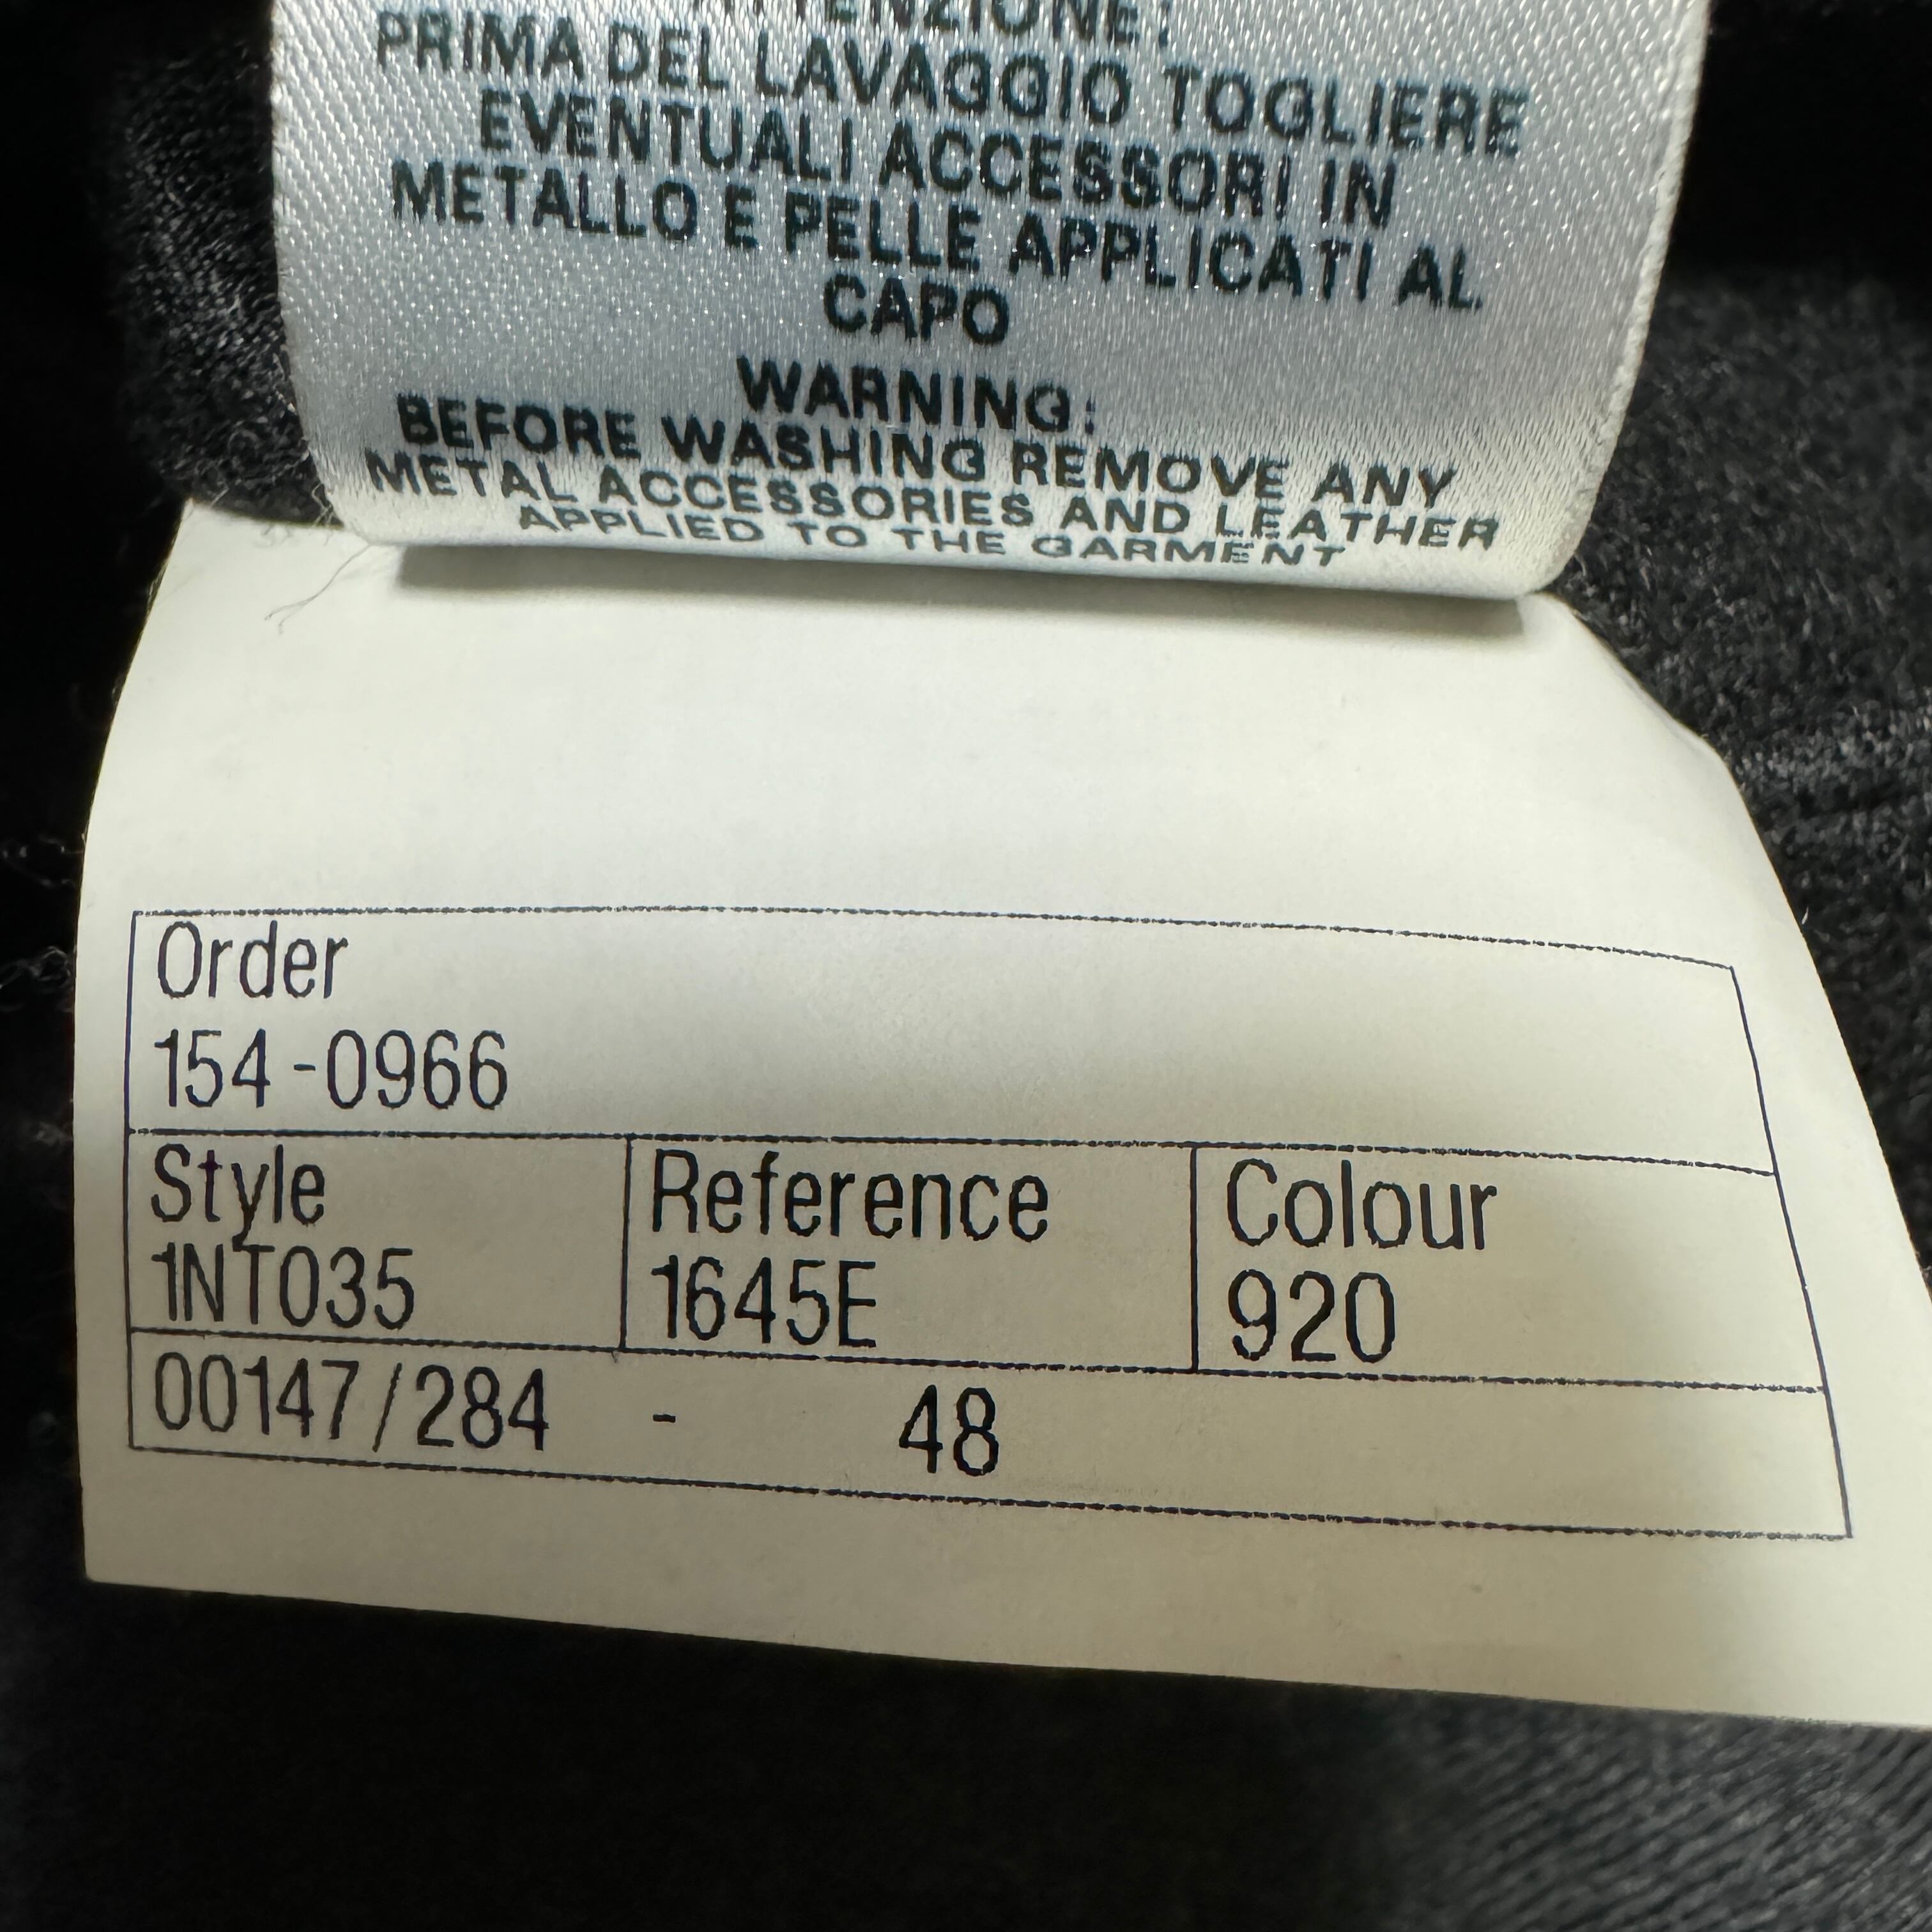 ATTENZIONE:
PRIMA DEL LAVAGGIO TOGLIERE
EVENTUALI ACCESSORI IN
METALLO E PELLE APPLICATI AL
CAPO
WARNING:
BEFORE WASHING REMOVE ANY
METAL ACCESSORIES AND LEATHER
APPLIED TO THE GARMENT
Order
154-0966
Style Reference Colour
1NT035 1645E 920
00147/284 - 48